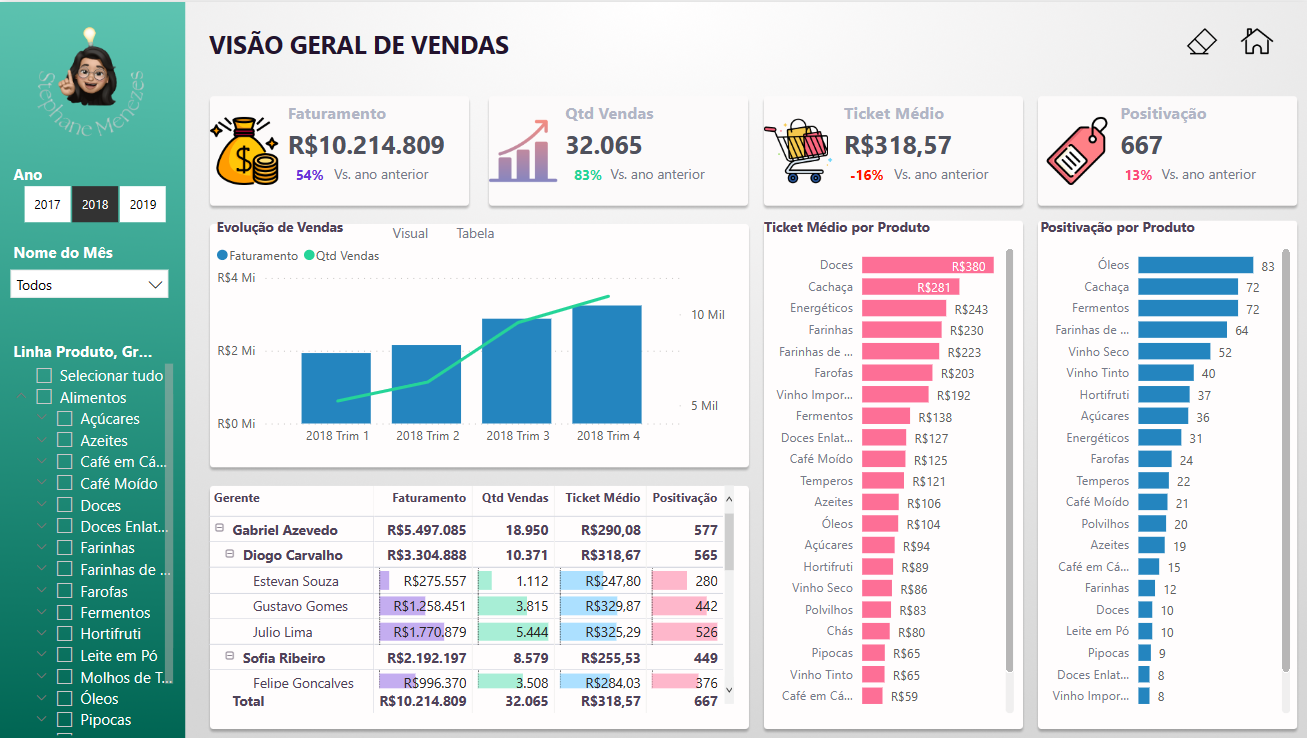 VISÃO GERAL DE VENDAS
Stephane Menezes
Ano
2017 2018 2019
Nome do Mês
Todos
Linha Produto, Gr...
Selecionar tudo
Alimentos
Açúcares
Azeites
Café em Cá...
Café Moído
Doces
Doces Enlat...
Farinhas
Farinhas de ...
Farofas
Fermentos
Hortifruti
Leite em Pó
Molhos de T...
Óleos
Pipocas
Faturamento
R$10.214.809
54% Vs. ano anterior
Qtd Vendas
32.065
83% Vs. ano anterior
Ticket Médio
R$318,57
-16% Vs. ano anterior
Positivação
667
13% Vs. ano anterior
Evolução de Vendas
Visual Tabela
Faturamento Qtd Vendas
R$4 Mi
10 Mil
R$2 Mi
5 Mil
R$0 Mi
2018 Trim 1 2018 Trim 2 2018 Trim 3 2018 Trim 4
Gerente Faturamento Qtd Vendas Ticket Médio Positivação
Gabriel Azevedo R$5.497.085 18.950 R$290,08 577
Diogo Carvalho R$3.304.888 10.371 R$318,67 565
Estevan Souza R$275.557 1.112 R$247,80 280
Gustavo Gomes R$1.258.451 3.815 R$329,87 442
Julio Lima R$1.770.879 5.444 R$325,29 526
Sofia Ribeiro R$2.192.197 8.579 R$255,53 449
Felipe Gonçalves R$996.370 3.508 R$284,03 376
Total R$10.214.809 32.065 R$318,57 667
Ticket Médio por Produto
Doces R$380
Cachaça R$281
Energéticos R$243
Farinhas R$230
Farinhas de ... R$223
Farofas R$203
Vinho Impor... R$192
Fermentos R$138
Doces Enlat... R$127
Café Moído R$125
Temperos R$121
Azeites R$106
Óleos R$104
Açúcares R$94
Hortifruti R$89
Vinho Seco R$86
Polvilhos R$83
Chás R$80
Pipocas R$65
Vinho Tinto R$65
Café em Cá... R$59
Positivação por Produto
Óleos 83
Cachaça 72
Fermentos 72
Farinhas de ... 64
Vinho Seco 52
Vinho Tinto 40
Hortifruti 37
Açúcares 36
Energéticos 31
Farofas 24
Temperos 22
Café Moído 21
Polvilhos 20
Azeites 19
Café em Cá... 15
Farinhas 12
Doces 10
Leite em Pó 10
Pipocas 9
Doces Enlat... 8
Vinho Impor... 8